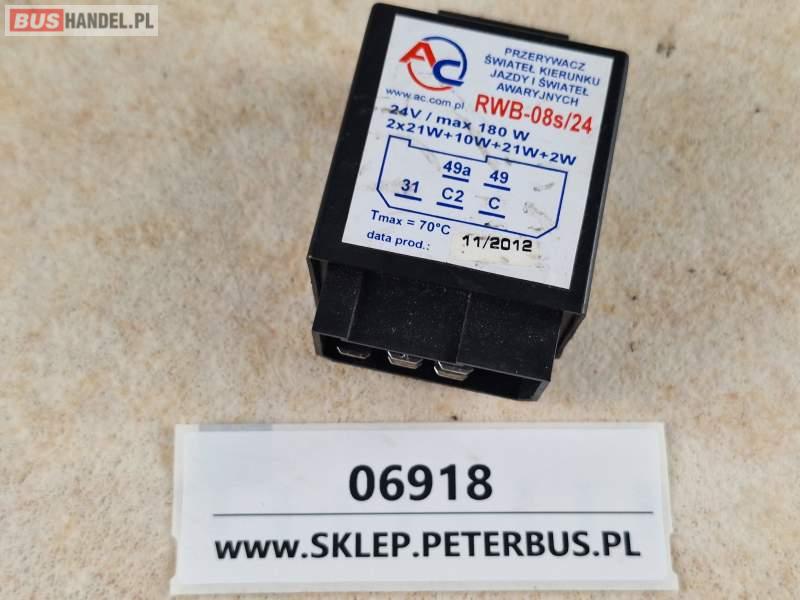 BUSHANDEL.PL
AC
PRZERYWACZ
ŚWIATEŁ KIERUNKU
JAZDY I ŚWIATEŁ
AWARYJNYCH
www.ac.com.pl
RWB-08s/24
24V / max 180 W
2x21W+10W+21W+2W
49a 49
31 C2 C
Tmax = 70°C
data prod.: 11/2012
06918
WWW.SKLEP.PETERBUS.PL